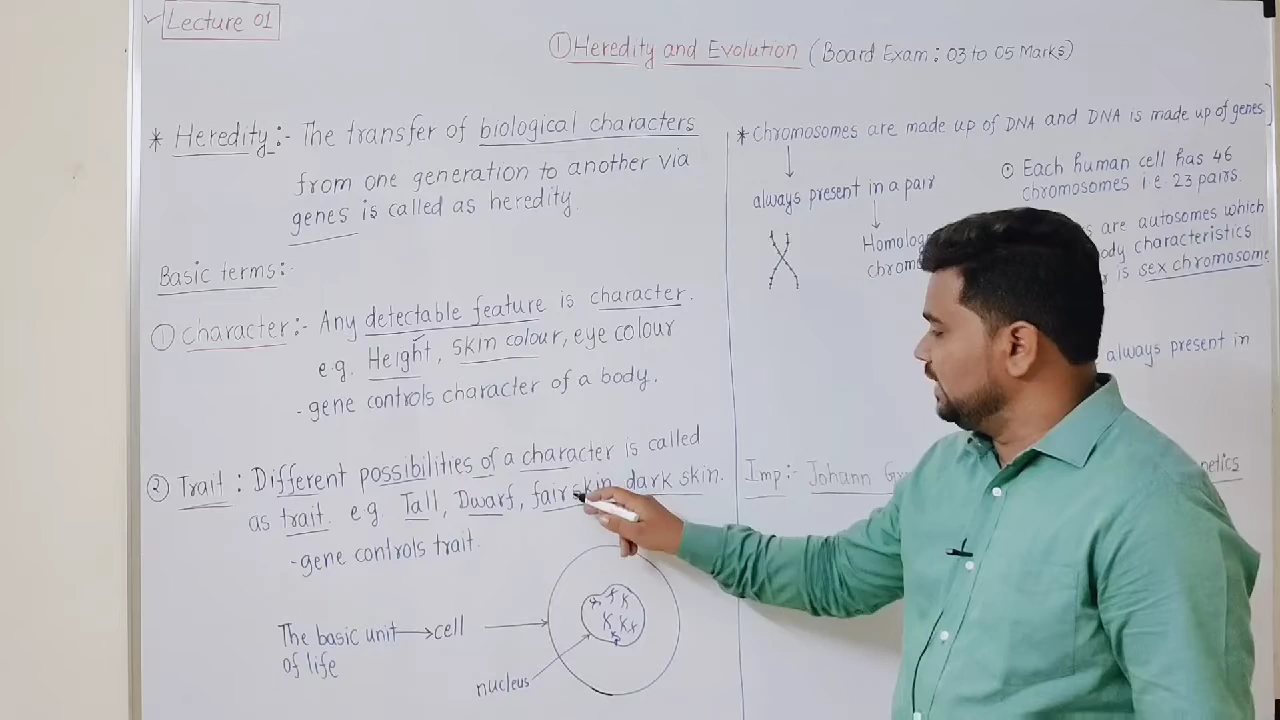 Lecture 01
① Heredity and Evolution (Board Exam: 03 to 05 Marks)
* Heredity:- The transfer of biological characters
from one generation to another via
genes is called as heredity.
Basic terms:-
① Character:- Any detectable feature is character.
e.g. Height, skin colour, eye colour
- gene controls character of a body.
② Trait: Different possibilities of a character is called
as trait. e.g Tall, Dwarf, fair skin, dark skin.
- gene controls trait.
The basic unit → cell
of life
nucleus
* Chromosomes are made up of DNA and DNA is made up of genes
always present in a pair
⊙ Each human cell has 46
chromosomes i.e. 23 pairs.
are autosomes which
characteristics
is sex chromosome
always present in
Imp:- Johann